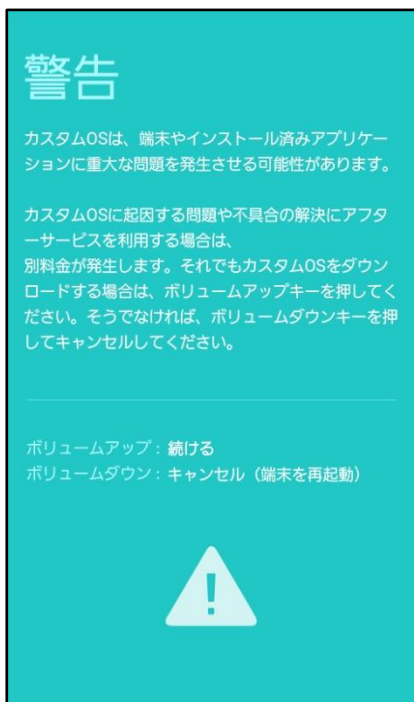 警告
カスタムOSは、端末やインストール済みアプリケー
ションに重大な問題を発生させる可能性があります。
カスタムOSに起因する問題や不具合の解決にアフタ
ーサービスを利用する場合は、
別料金が発生します。それでもカスタムOSをダウン
ロードする場合は、ボリュームアップキーを押してく
ださい。そうでなければ、ボリュームダウンキーを押
してキャンセルしてください。
ボリュームアップ : 続ける
ボリュームダウン : キャンセル（端末を再起動）